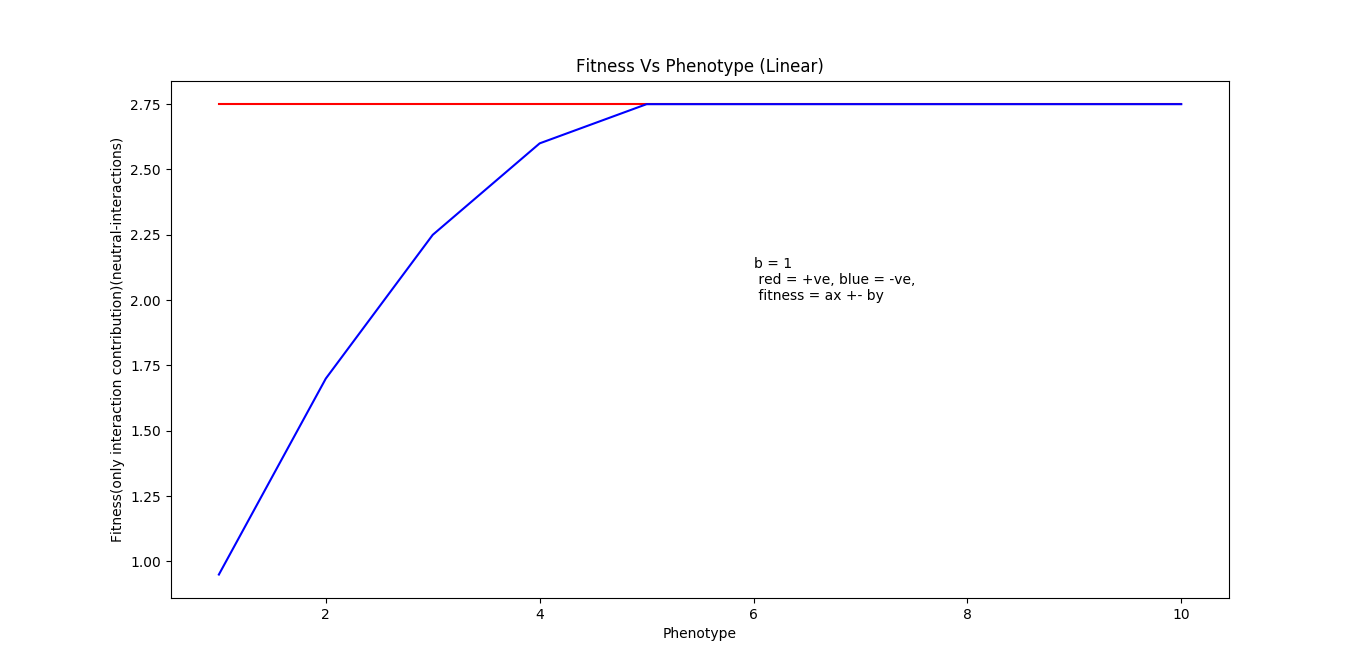 Fitness Vs Phenotype (Linear)
Fitness(only interaction contribution)(neutral-interactions)
2.75
2.50
2.25
2.00
1.75
1.50
1.25
1.00
b = 1
red = +ve, blue = -ve,
fitness = ax +- by
2 4 6 8 10
Phenotype